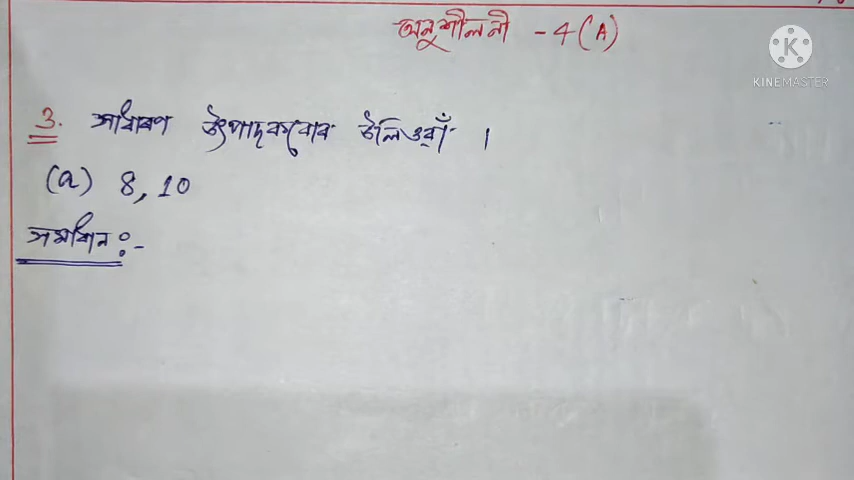 অনুশীলনী - 4 (A)
KINEMASTER
3. সাধাৰণ উৎপাদকবোৰ উলিওৱাঁ ।
(a) 8, 10
সমাধান :-